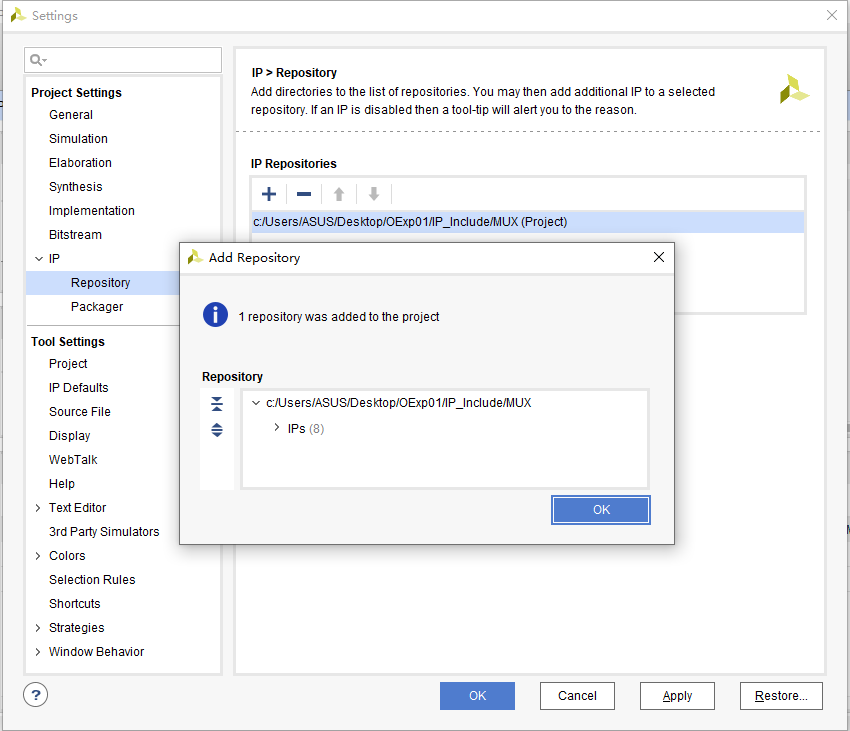 Settings
Project Settings
General
Simulation
Elaboration
Synthesis
Implementation
Bitstream
IP
Repository
Packager
Tool Settings
Project
IP Defaults
Source File
Display
WebTalk
Help
Text Editor
3rd Party Simulators
Colors
Selection Rules
Shortcuts
Strategies
Window Behavior
IP > Repository
Add directories to the list of repositories. You may then add additional IP to a selected
repository. If an IP is disabled then a tool-tip will alert you to the reason.
IP Repositories
c:/Users/ASUS/Desktop/OExp01/IP_Include/MUX (Project)
Add Repository
1 repository was added to the project
Repository
c:/Users/ASUS/Desktop/OExp01/IP_Include/MUX
IPs (8)
OK
?
OK
Cancel
Apply
Restore...